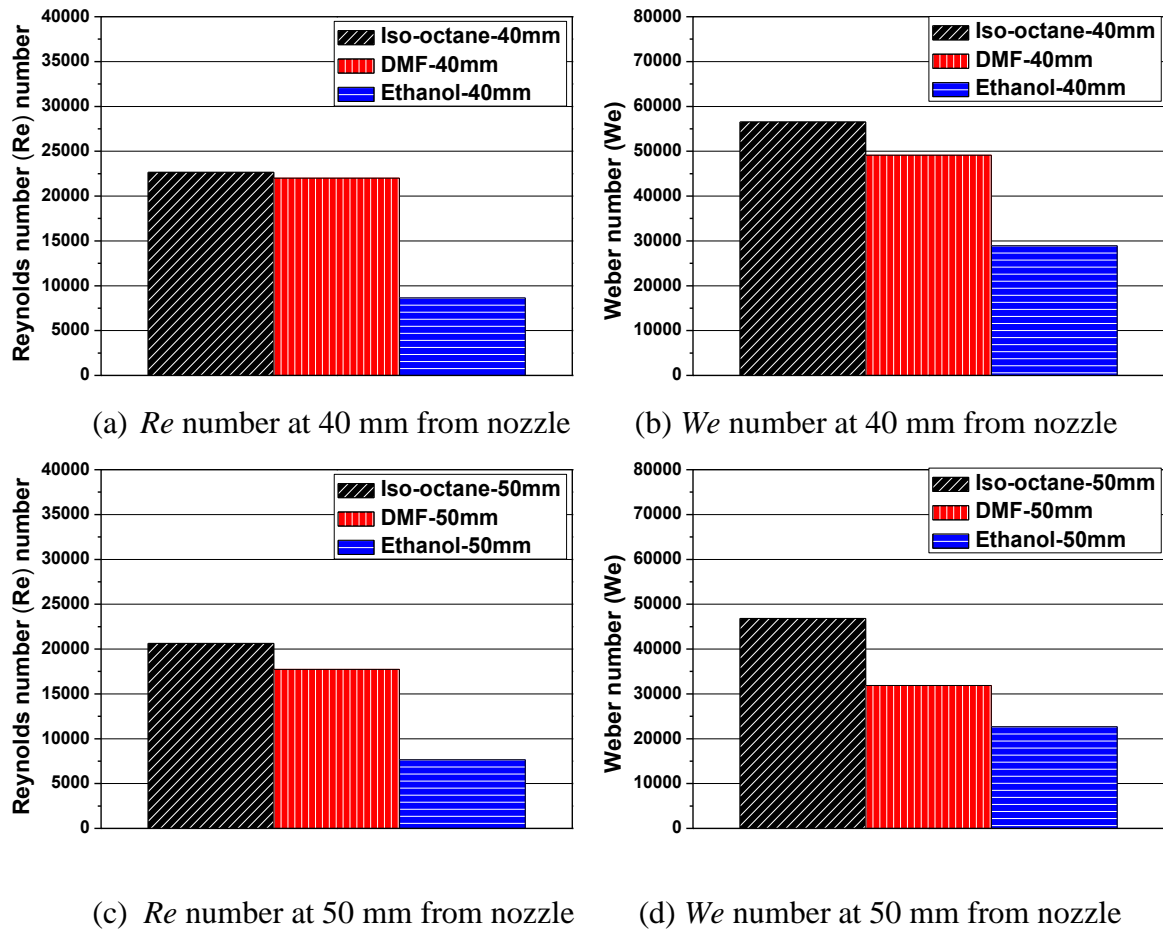 40000
35000
30000
25000
20000
15000
10000
5000
0
Reynolds number (Re) number
Iso-octane-40mm
DMF-40mm
Ethanol-40mm
80000
70000
60000
50000
40000
30000
20000
10000
0
Weber number (We)
Iso-octane-40mm
DMF-40mm
Ethanol-40mm
(a) Re number at 40 mm from nozzle
(b) We number at 40 mm from nozzle
40000
35000
30000
25000
20000
15000
10000
5000
0
Reynolds number (Re) number
Iso-octane-50mm
DMF-50mm
Ethanol-50mm
80000
70000
60000
50000
40000
30000
20000
10000
0
Weber number (We)
Iso-octane-50mm
DMF-50mm
Ethanol-50mm
(c) Re number at 50 mm from nozzle
(d) We number at 50 mm from nozzle